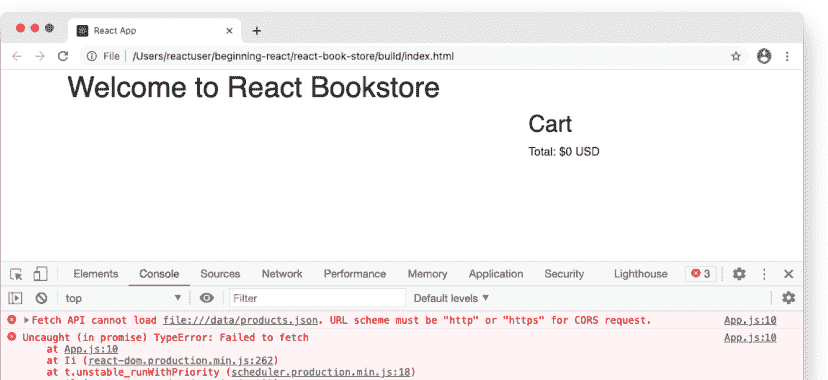 React App
File | /Users/reactuser/beginning-react/react-book-store/build/index.html
Welcome to React Bookstore
Cart
Total: $0 USD
Elements Console Sources Network Performance Memory Application Security Lighthouse 3
top Filter Default levels
Fetch API cannot load file:///data/products.json. URL scheme must be "http" or "https" for CORS request. App.js:10
Uncaught (in promise) TypeError: Failed to fetch App.js:10
at App.js:10
at Ii (react-dom.production.min.js:262)
at t.unstable_runWithPriority (scheduler.production.min.js:18)